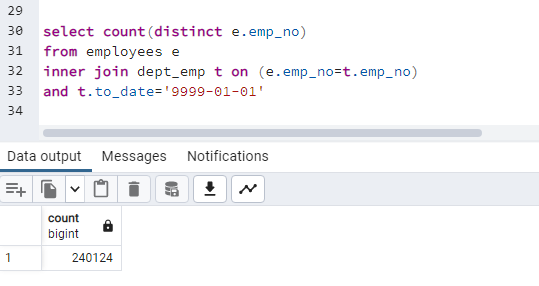 29
30 select count(distinct e.emp_no)
31 from employees e
32 inner join dept_emp t on (e.emp_no=t.emp_no)
33 and t.to_date='9999-01-01'
34
Data output Messages Notifications
count
bigint
1 240124